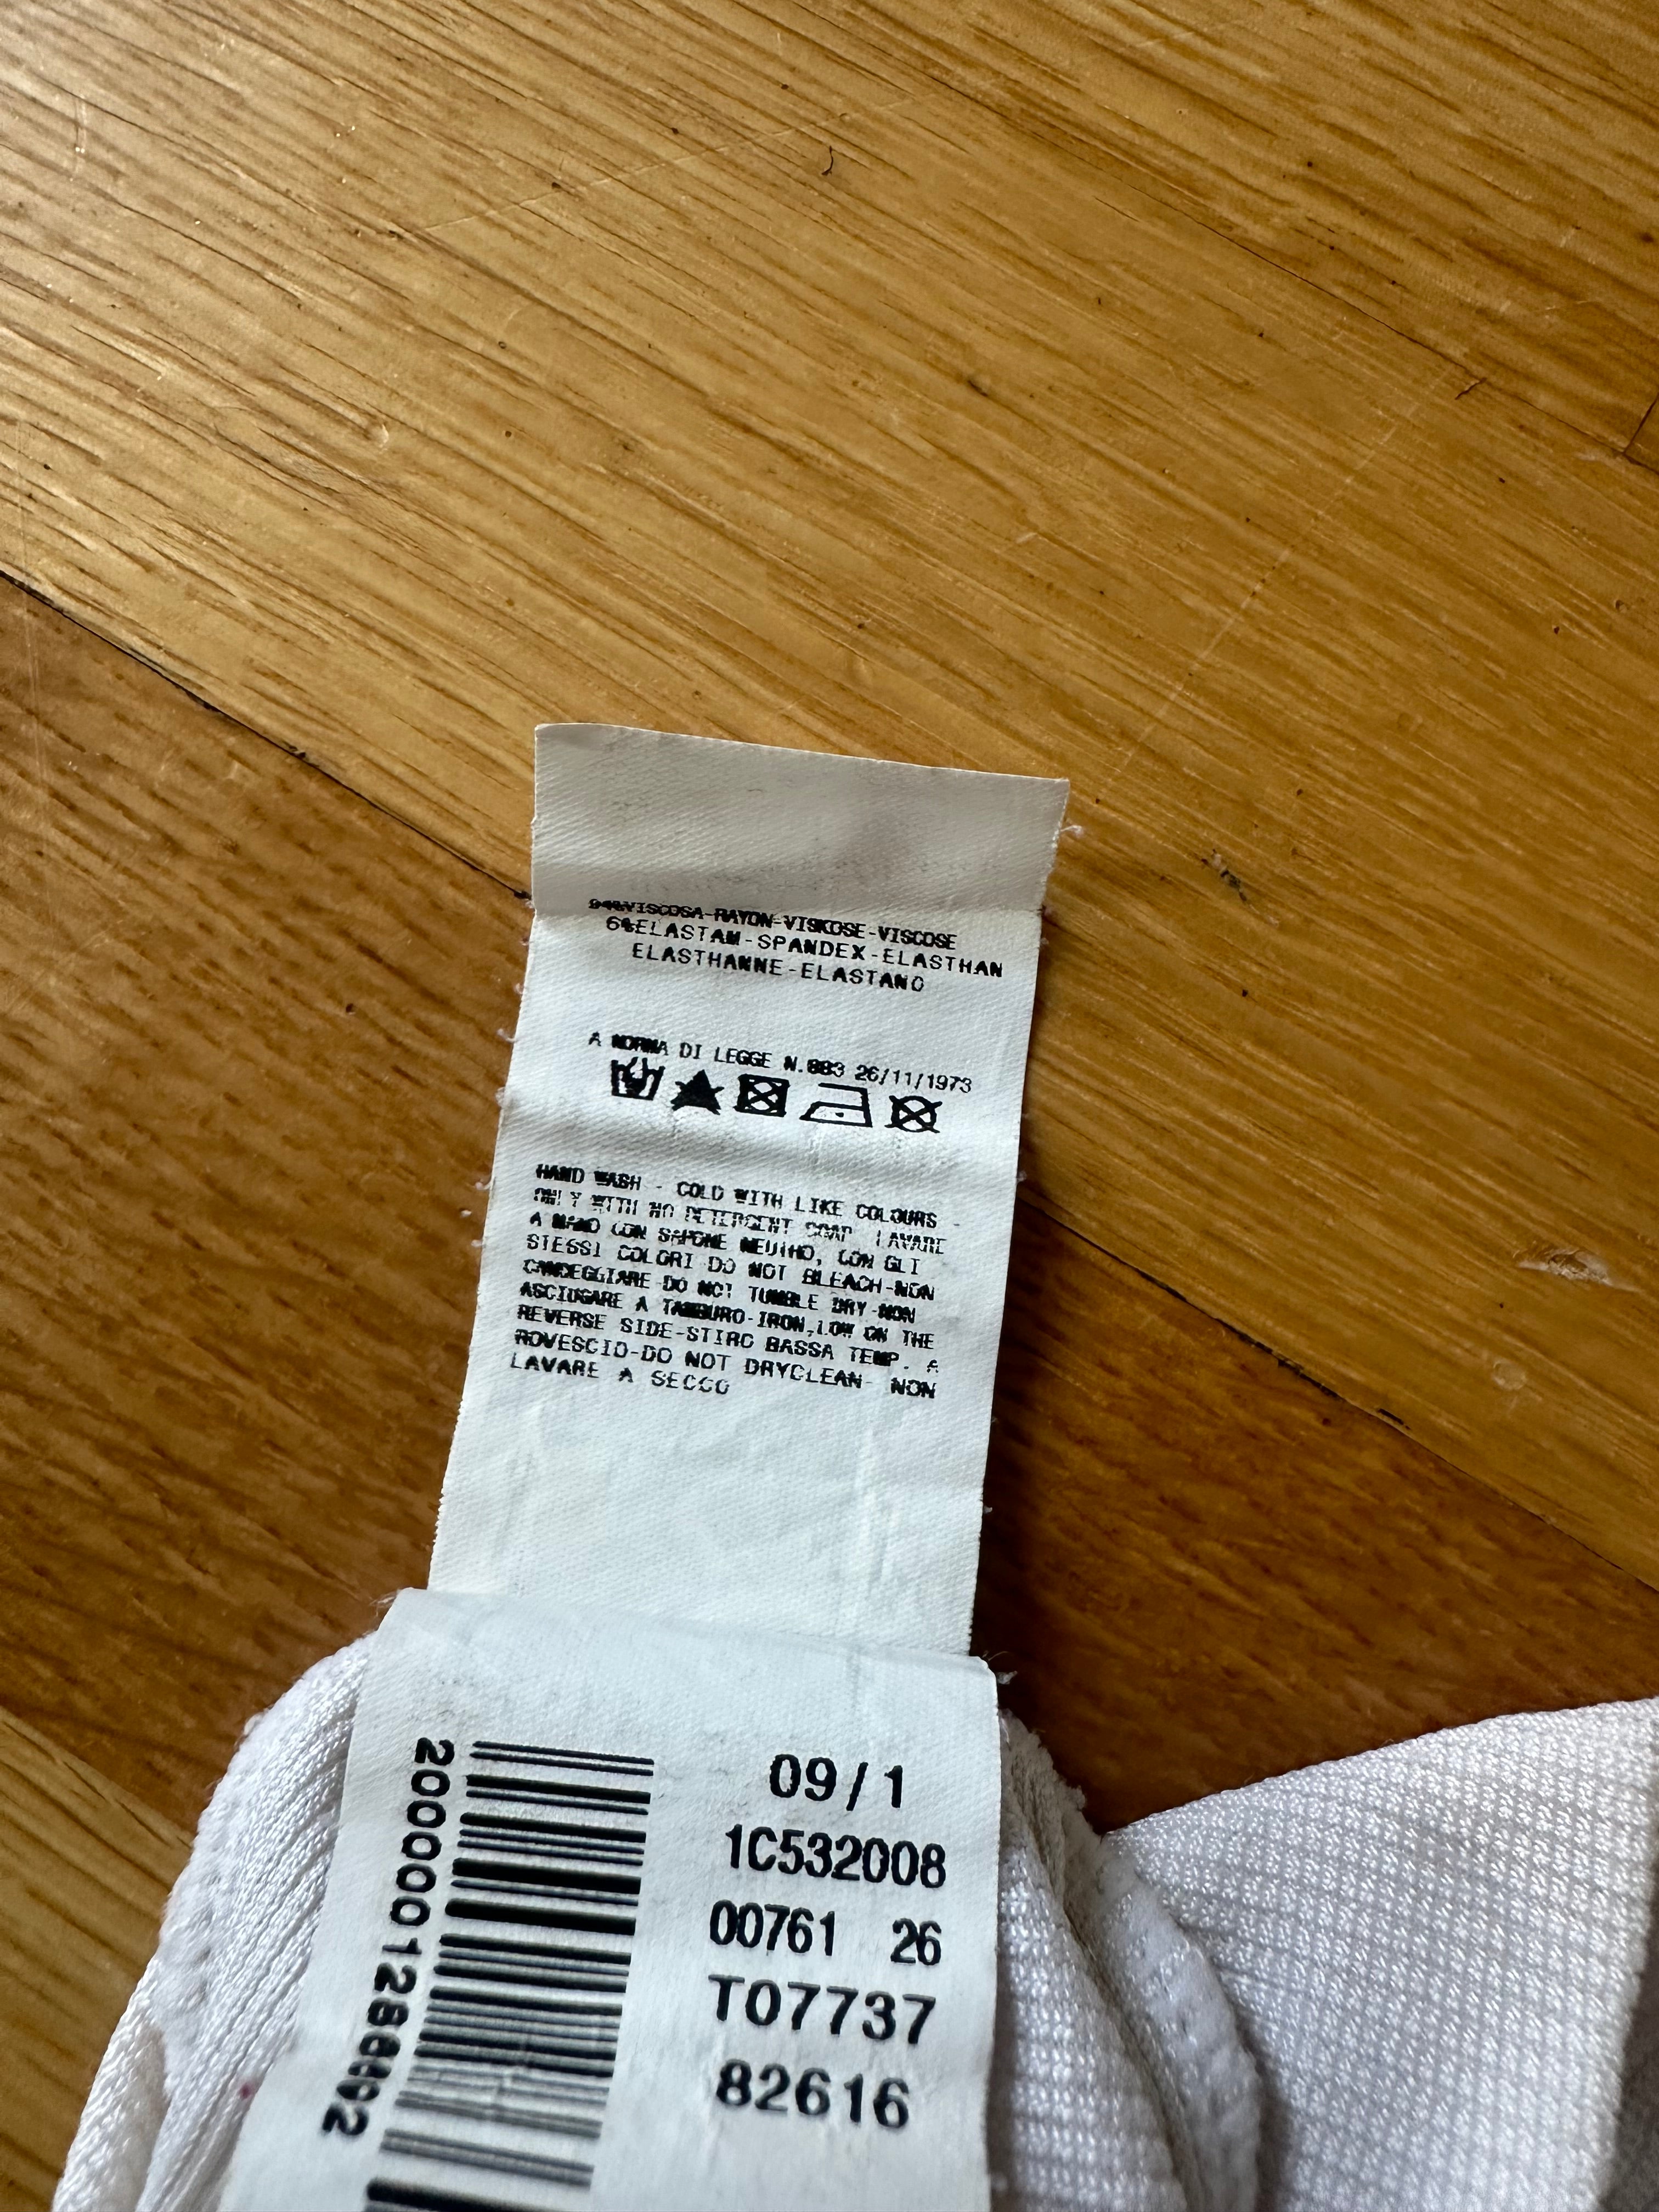 94%VISCOSA-RAYON-VISKOSE-VISCOSE
6%ELASTAM-SPANDEX-ELASTHAN
ELASTHANNE-ELASTANO
A NORMA DI LEGGE N.883 26/11/1973
HAND WASH - COLD WITH LIKE COLOURS -
ONLY WITH NO DETERGENT SOAP LAVARE
A MANO CON SAPONE NEUTRO, CON GLI
STESSI COLORI-DO NOT BLEACH-NON
CANDEGGIARE-DO NOT TUMBLE DRY-NON
ASCIUGARE A TAMBURO-IRON,LOW ON THE
REVERSE SIDE-STIRO BASSA TEMP. A
ROVESCIO-DO NOT DRYCLEAN- NON
LAVARE A SECCO
09/1
1C532008
00761 26
T07737
82616